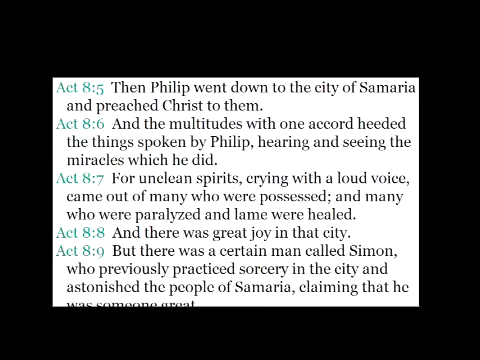 Act 8:5 Then Philip went down to the city of Samaria
and preached Christ to them.
Act 8:6 And the multitudes with one accord heeded
the things spoken by Philip, hearing and seeing the
miracles which he did.
Act 8:7 For unclean spirits, crying with a loud voice,
came out of many who were possessed; and many
who were paralyzed and lame were healed.
Act 8:8 And there was great joy in that city.
Act 8:9 But there was a certain man called Simon,
who previously practiced sorcery in the city and
astonished the people of Samaria, claiming that he
was someone great